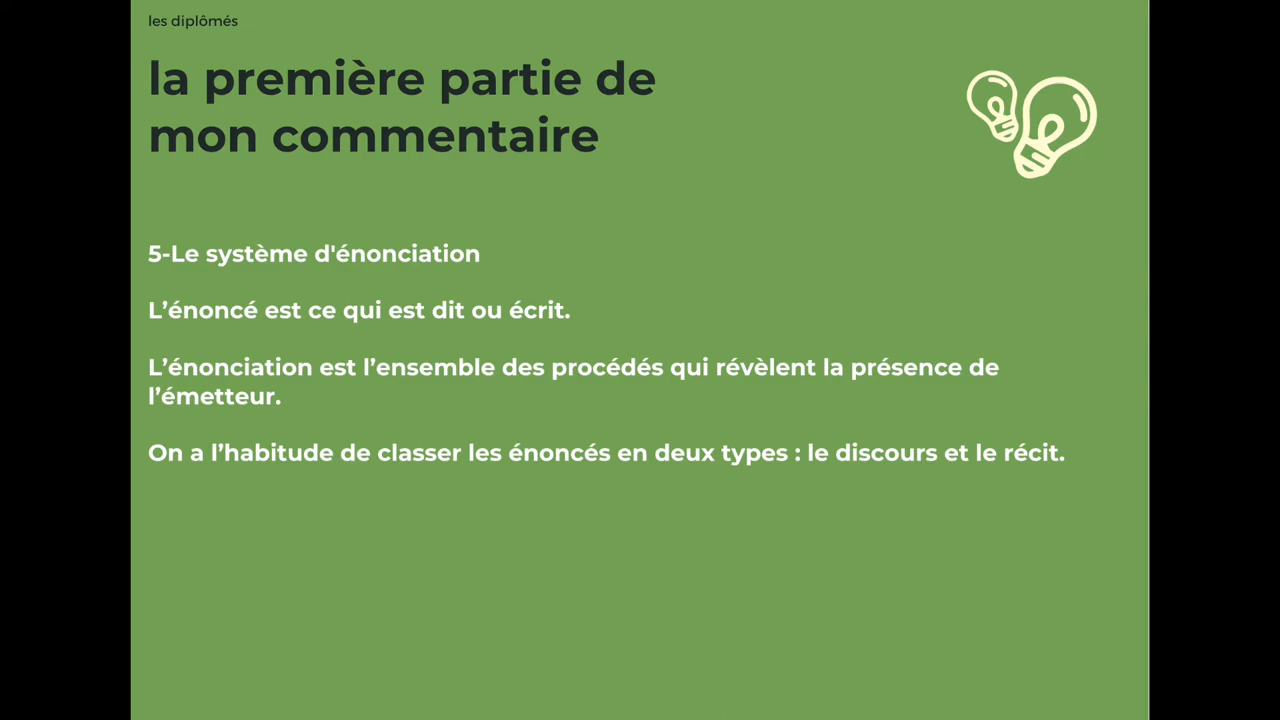 les diplômés
la première partie de
mon commentaire
5-Le système d'énonciation
L’énoncé est ce qui est dit ou écrit.
L’énonciation est l’ensemble des procédés qui révèlent la présence de
l’émetteur.
On a l’habitude de classer les énoncés en deux types : le discours et le récit.